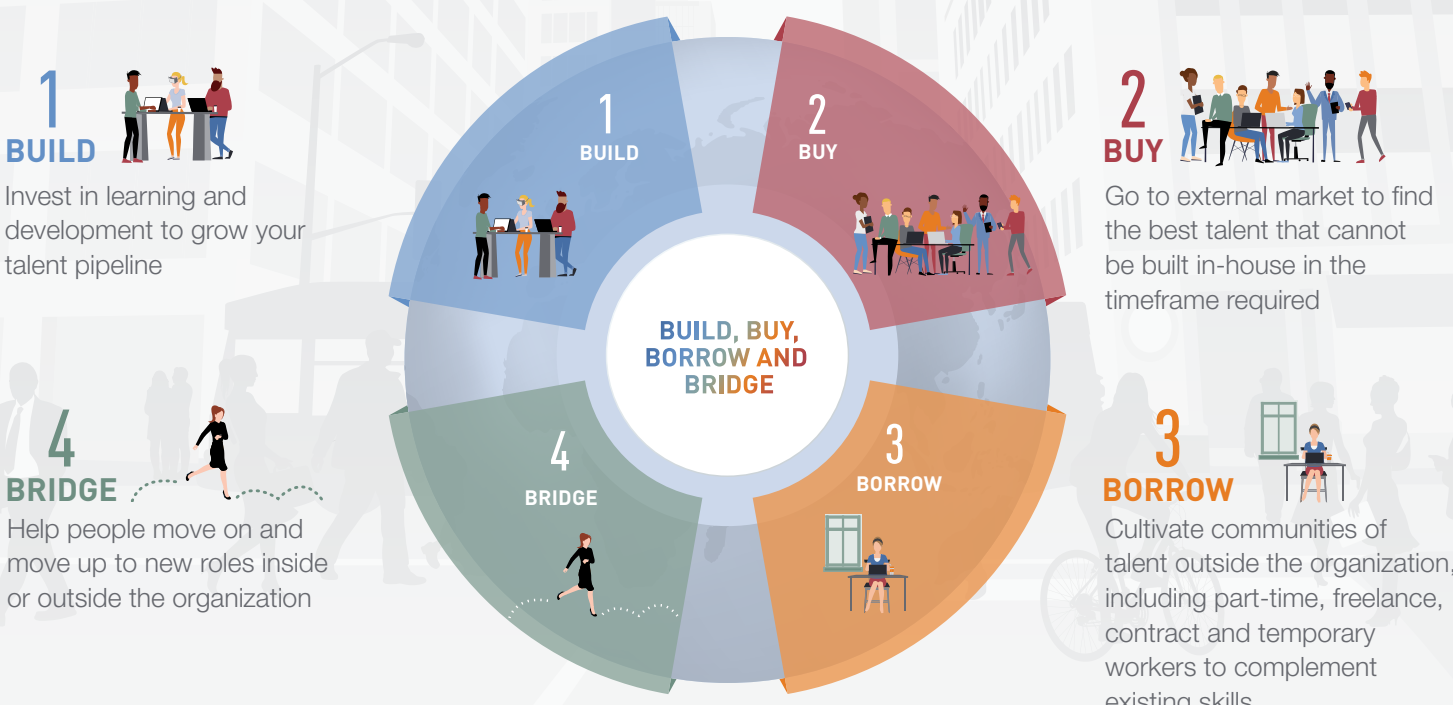 1
BUILD
Invest in learning and
development to grow your
talent pipeline
1
BUILD
2
BUY
2
BUY
Go to external market to find
the best talent that cannot
be built in-house in the
timeframe required
BUILD, BUY,
BORROW AND
BRIDGE
4
BRIDGE
Help people move on and
move up to new roles inside
or outside the organization
4
BRIDGE
3
BORROW
3
BORROW
Cultivate communities of
talent outside the organization,
including part-time, freelance,
contract and temporary
workers to complement
existing skills